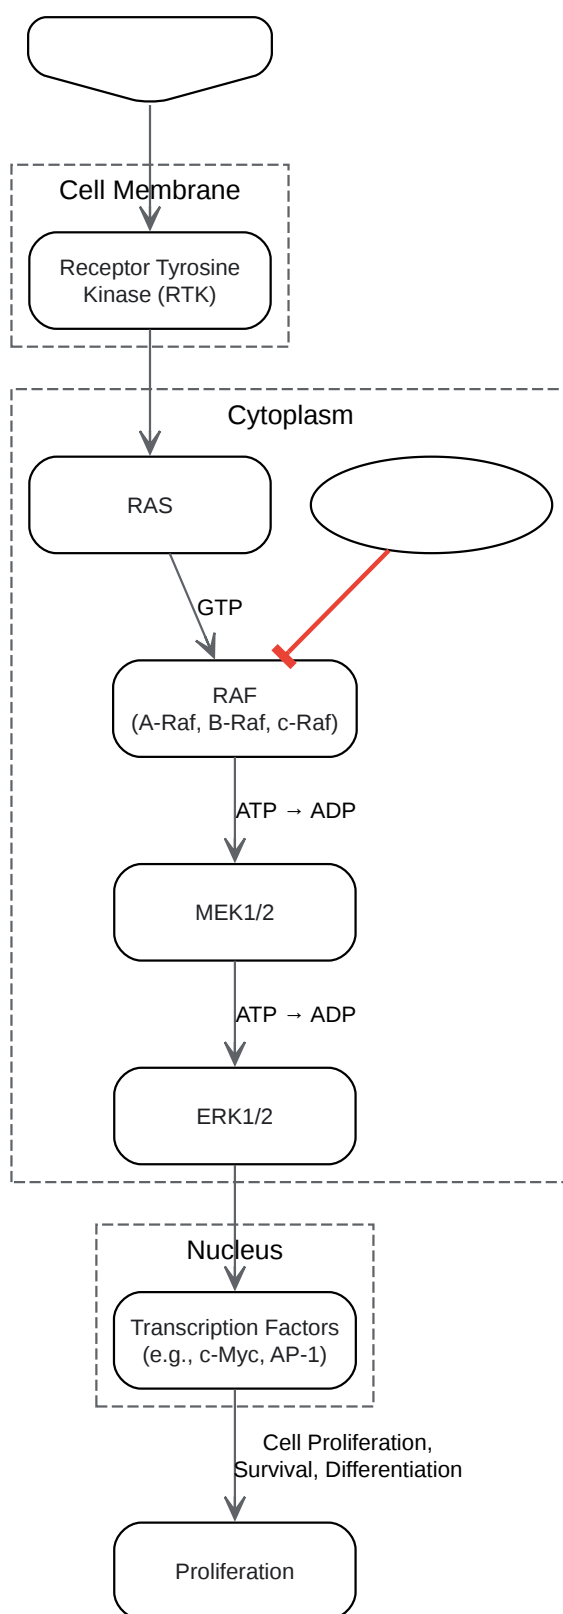 Cell Membrane
Receptor Tyrosine
Kinase (RTK)
Cytoplasm
RAS
GTP
RAF
(A-Raf, B-Raf, c-Raf)
ATP → ADP
MEK1/2
ATP → ADP
ERK1/2
Nucleus
Transcription Factors
(e.g., c-Myc, AP-1)
Cell Proliferation,
Survival, Differentiation
Proliferation